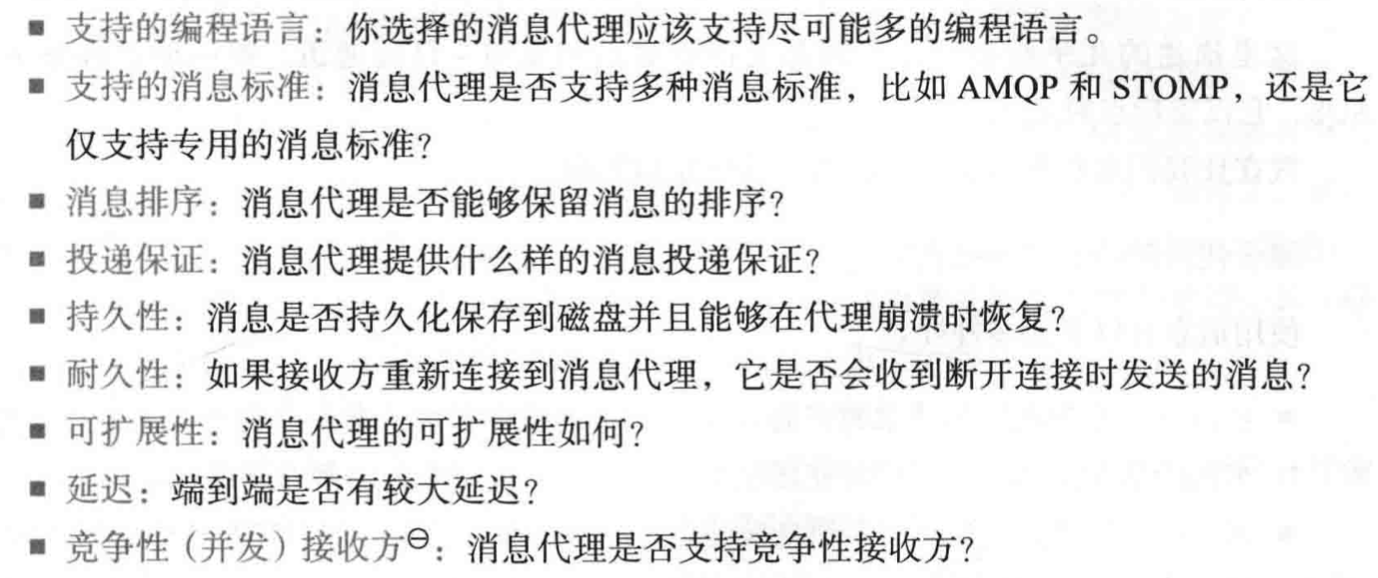 ■ 支持的编程语言：你选择的消息代理应该支持尽可能多的编程语言。
■ 支持的消息标准：消息代理是否支持多种消息标准，比如 AMQP 和 STOMP，还是它
仅支持专用的消息标准？
■ 消息排序：消息代理是否能够保留消息的排序？
■ 投递保证：消息代理提供什么样的消息投递保证？
■ 持久性：消息是否持久化保存到磁盘并且能够在代理崩溃时恢复？
■ 耐久性：如果接收方重新连接到消息代理，它是否会收到断开连接时发送的消息？
■ 可扩展性：消息代理的可扩展性如何？
■ 延迟：端到端是否有较大延迟？
■ 竞争性（并发）接收方㊀：消息代理是否支持竞争性接收方？